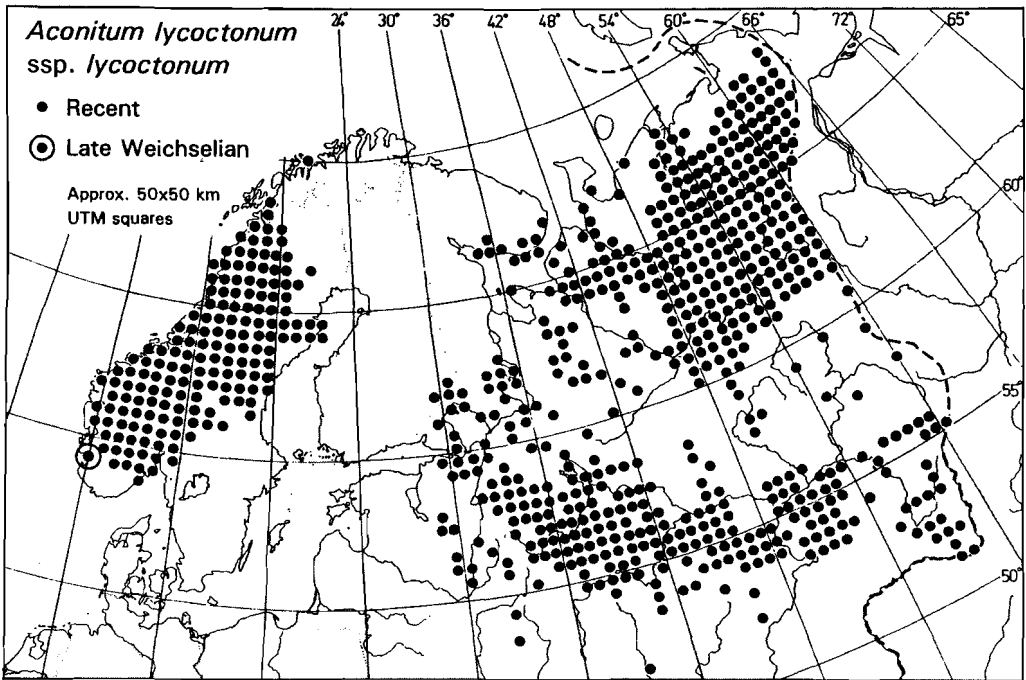 Aconitum lycoctonum
ssp. lycoctonum
● Recent
Late Weichselian
Approx. 50x50 km
UTM squares
24° 30° 36° 42° 48° 54° 60° 66° 72° 65°
60°
55°
50°